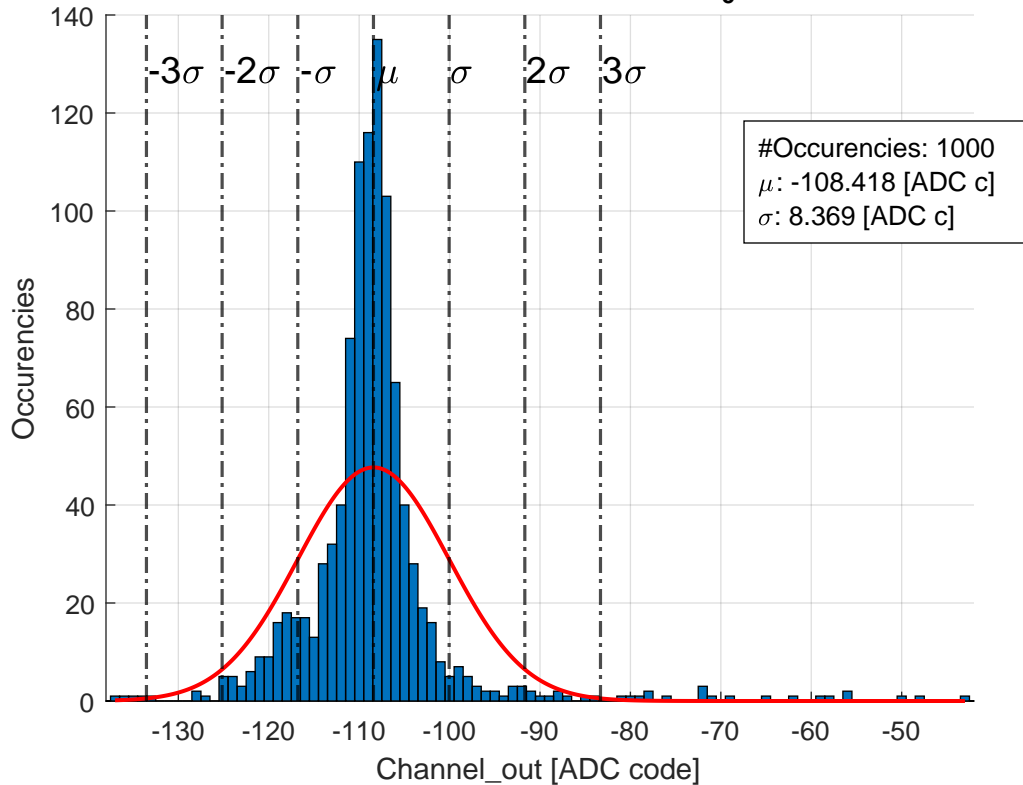 140
120
100
80
60
40
20
0
-3σ -2σ -σ μ σ 2σ 3σ
#Occurencies: 1000
μ: -108.418 [ADC c]
σ: 8.369 [ADC c]
Occurencies
-130 -120 -110 -100 -90 -80 -70 -60 -50
Channel_out [ADC code]